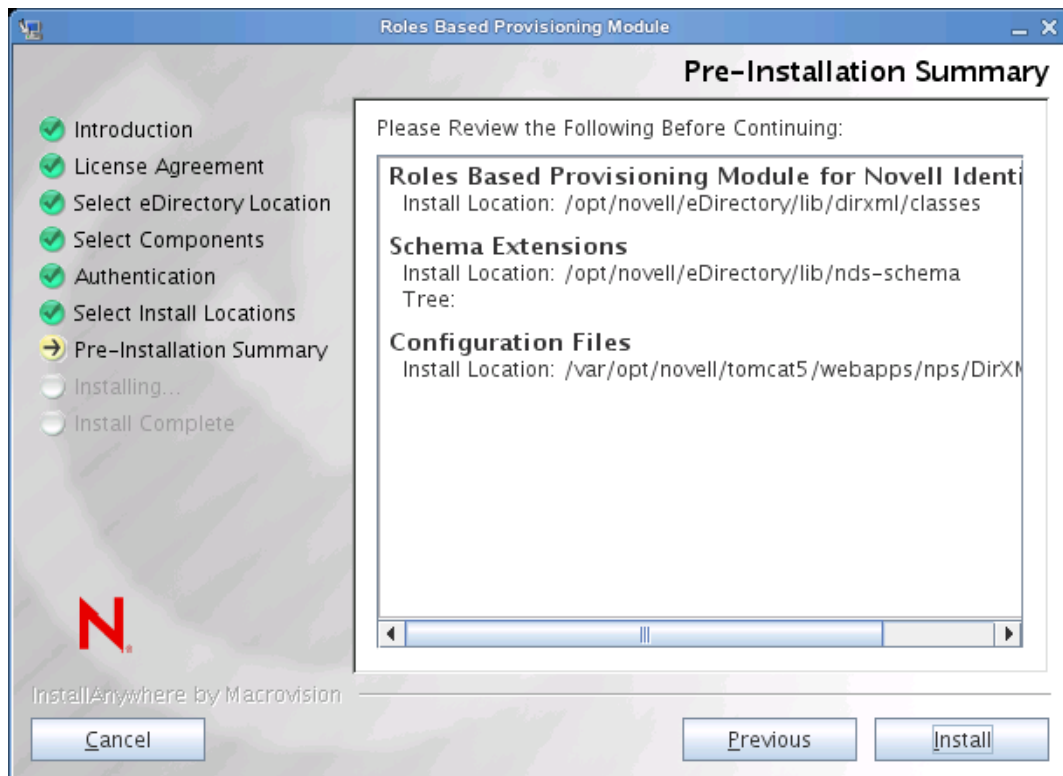 Roles Based Provisioning Module
Pre-Installation Summary
Introduction
License Agreement
Select eDirectory Location
Select Components
Authentication
Select Install Locations
Pre-Installation Summary
Installing...
Install Complete
Please Review the Following Before Continuing:
Roles Based Provisioning Module for Novell Identi
Install Location: /opt/novell/eDirectory/lib/dirxml/classes
Schema Extensions
Install Location: /opt/novell/eDirectory/lib/nds-schema
Tree:
Configuration Files
Install Location: /var/opt/novell/tomcat5/webapps/nps/DirXM
N
InstallAnywhere by Macrovision
Cancel
Previous
Install